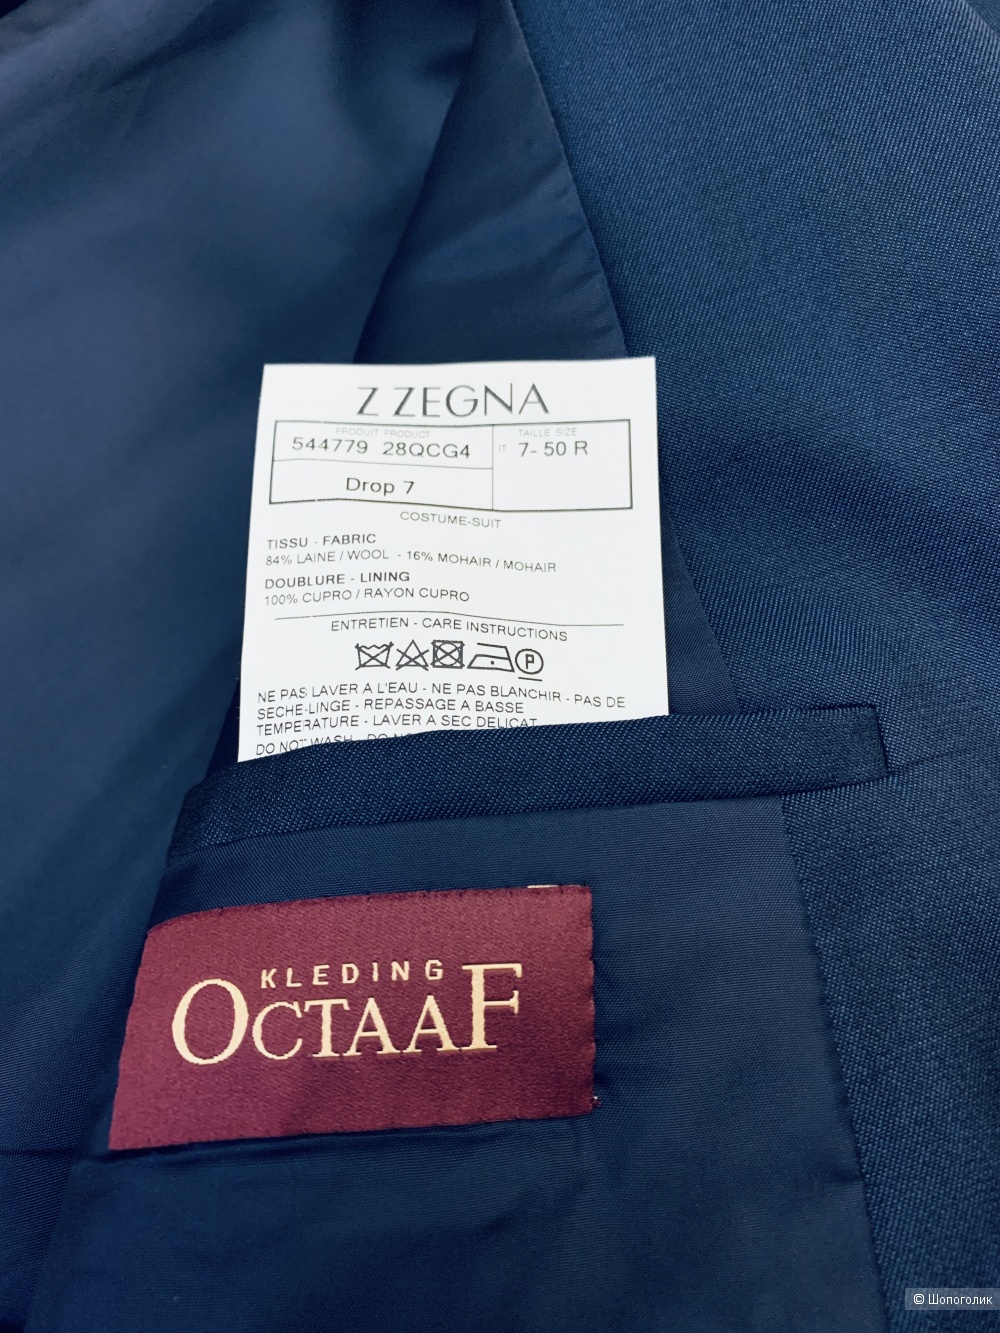 Z ZEGNA
PRODUIT PRODUCT
544779 28QCG4
TAILLE SIZE
IT 7- 50 R
Drop 7
COSTUME-SUIT
TISSU - FABRIC
84% LAINE / WOOL - 16% MOHAIR / MOHAIR
DOUBLURE - LINING
100% CUPRO / RAYON CUPRO
ENTRETIEN - CARE INSTRUCTIONS
P
NE PAS LAVER A L'EAU - NE PAS BLANCHIR - PAS DE
SECHE-LINGE - REPASSAGE A BASSE
TEMPERATURE - LAVER A SEC DELICAT
DO NOT WASH - DO
KLEDING
OCTAAF
© Шопоголик